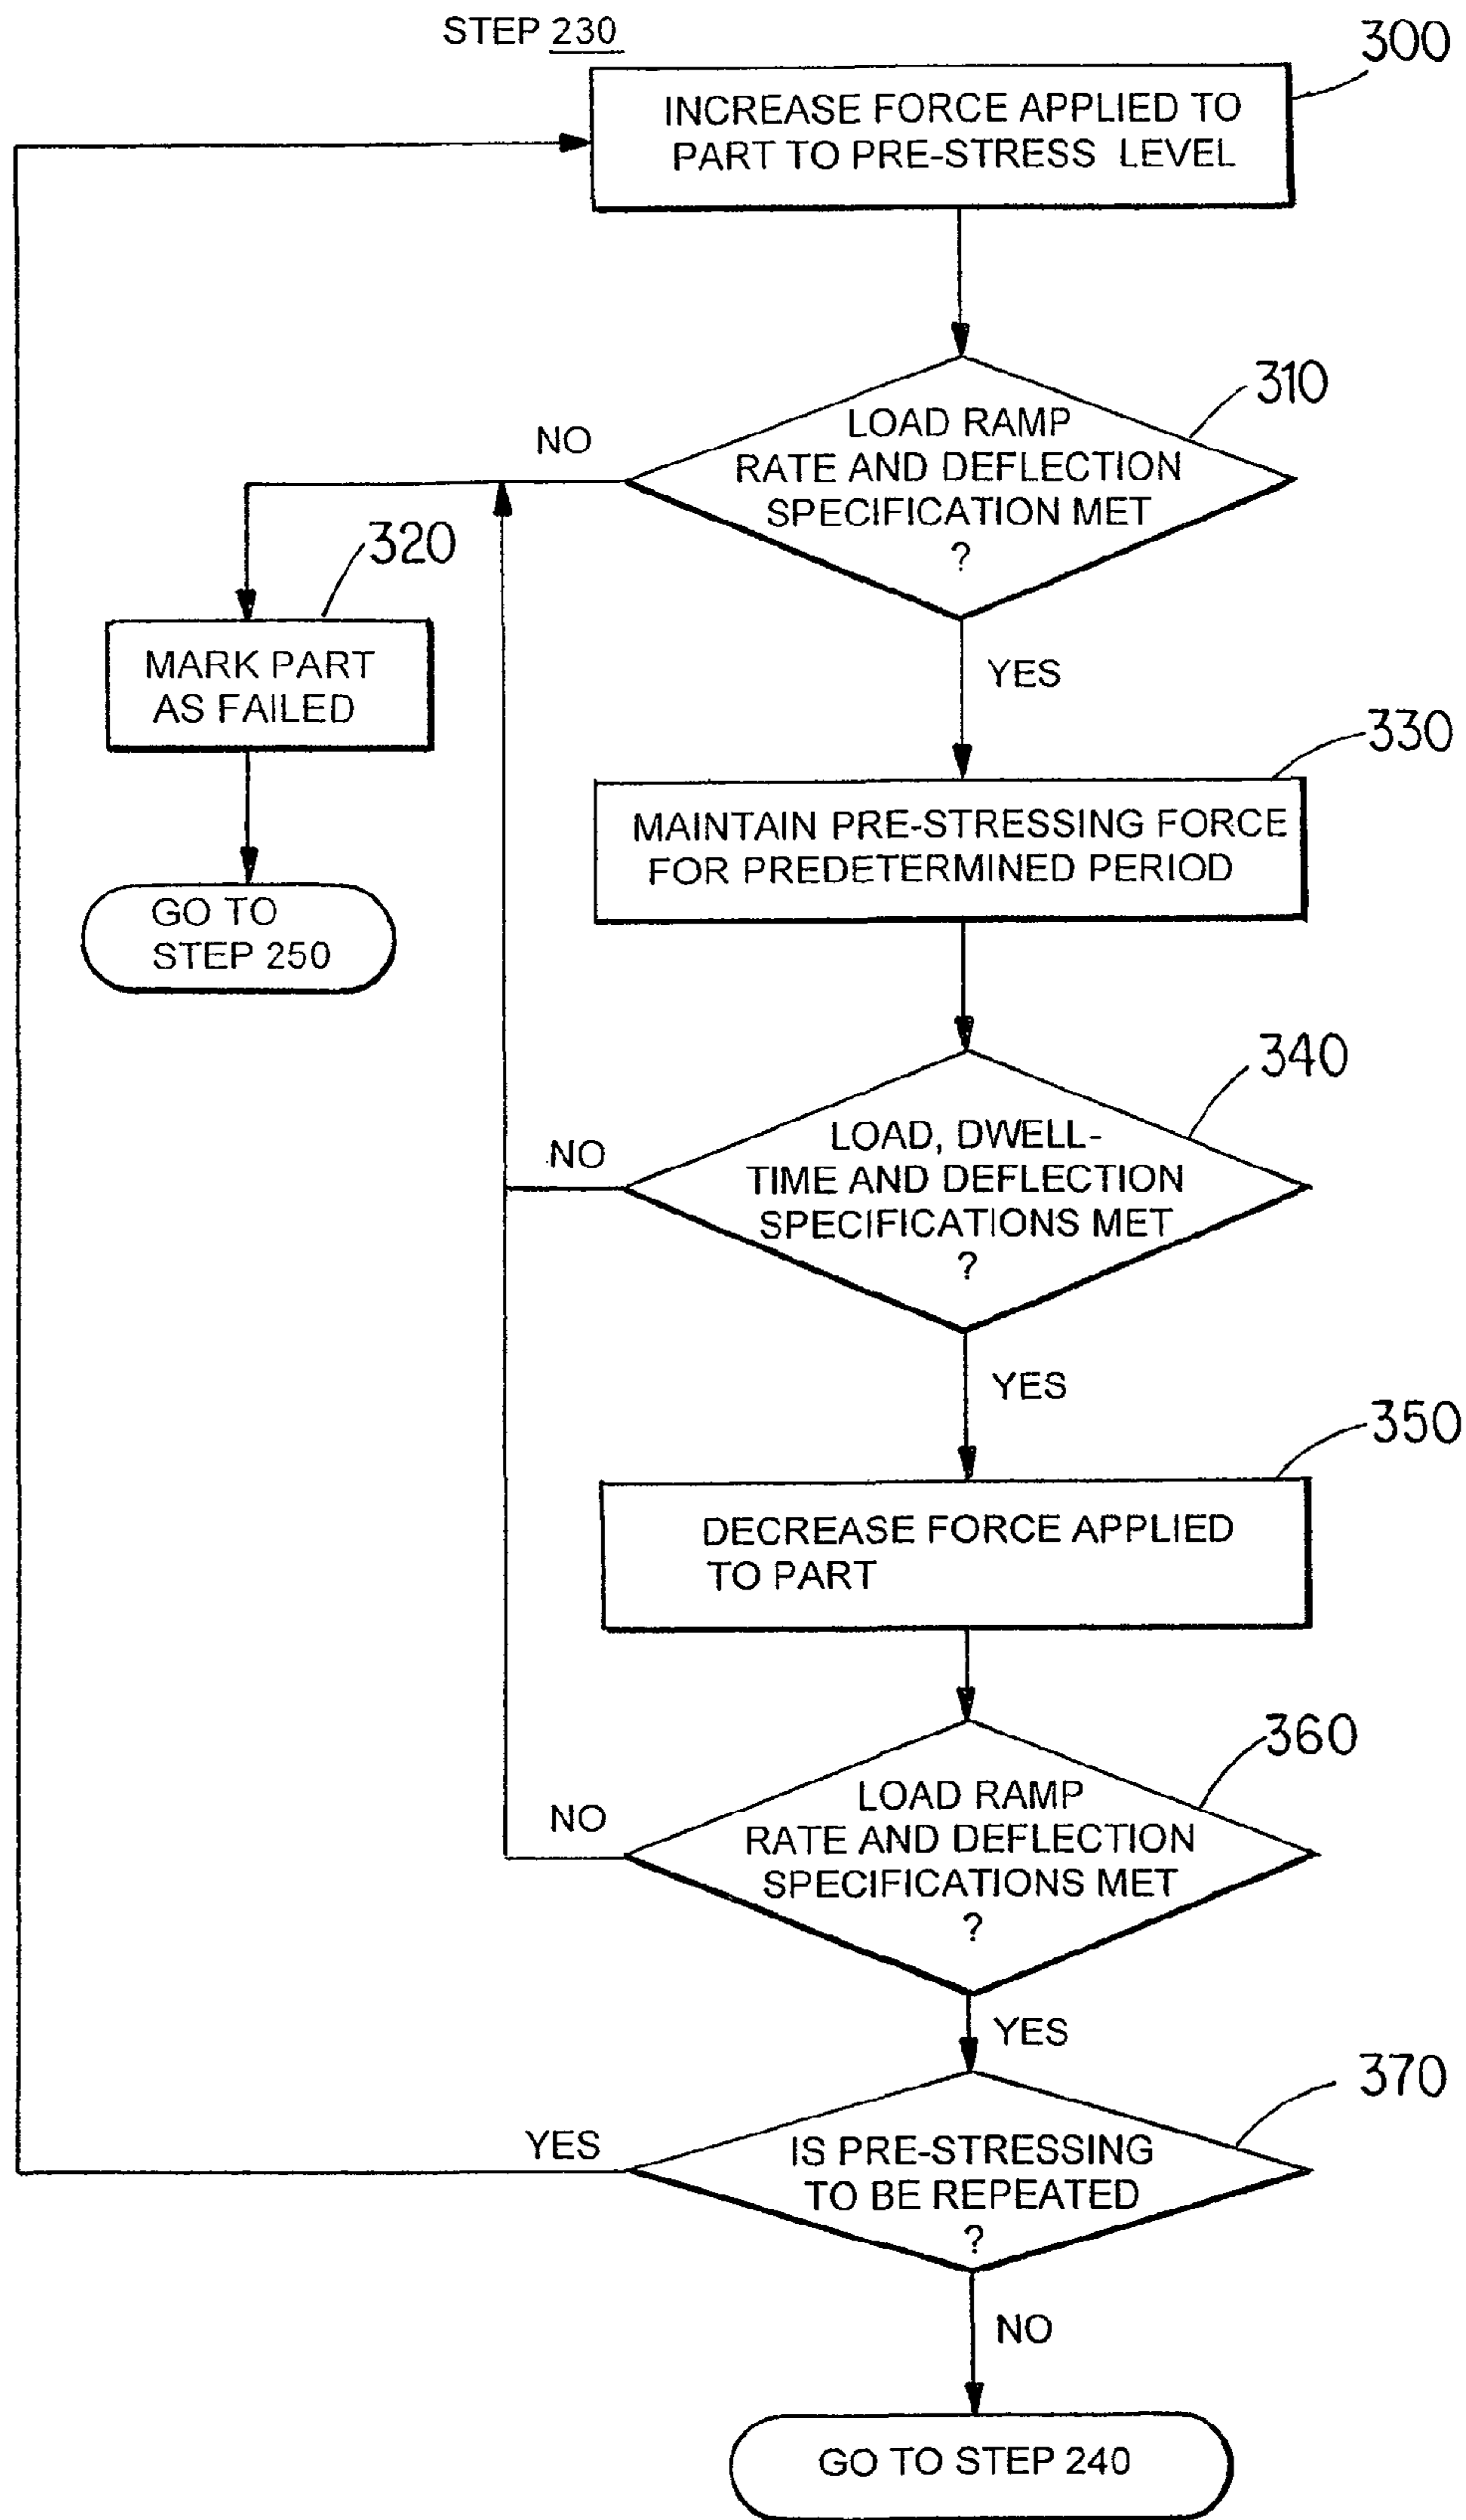 STEP 230
300
INCREASE FORCE APPLIED TO
PART TO PRE-STRESS LEVEL
310
LOAD RAMP
RATE AND DEFLECTION
SPECIFICATION MET
?
NO
320
MARK PART
AS FAILED
YES
GO TO
STEP 250
330
MAINTAIN PRE-STRESSING FORCE
FOR PREDETERMINED PERIOD
340
LOAD, DWELL-
TIME AND DEFLECTION
SPECIFICATIONS MET
?
NO
YES
350
DECREASE FORCE APPLIED
TO PART
360
LOAD RAMP
RATE AND DEFLECTION
SPECIFICATIONS MET
?
NO
YES
370
IS PRE-STRESSING
TO BE REPEATED
?
YES
NO
GO TO STEP 240